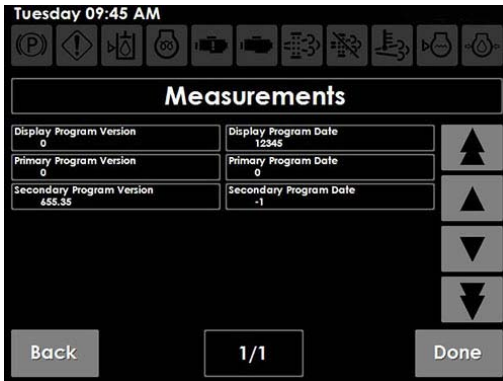 Tuesday 09:45 AM
Measurements
Display Program Version
0
Display Program Date
12345
Primary Program Version
0
Primary Program Date
0
Secondary Program Version
655.35
Secondary Program Date
-1
Back
1/1
Done